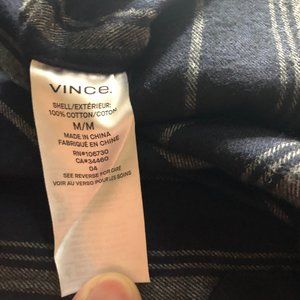 VINCE.
SHELL/EXTÉRIEUR:
100% COTTON/COTON
M/M
MADE IN CHINA
FABRIQUÉ EN CHINE
RN#106730
CA#34460
04
SEE REVERSE FOR CARE
VOIR AU VERSO POUR LES SOINS